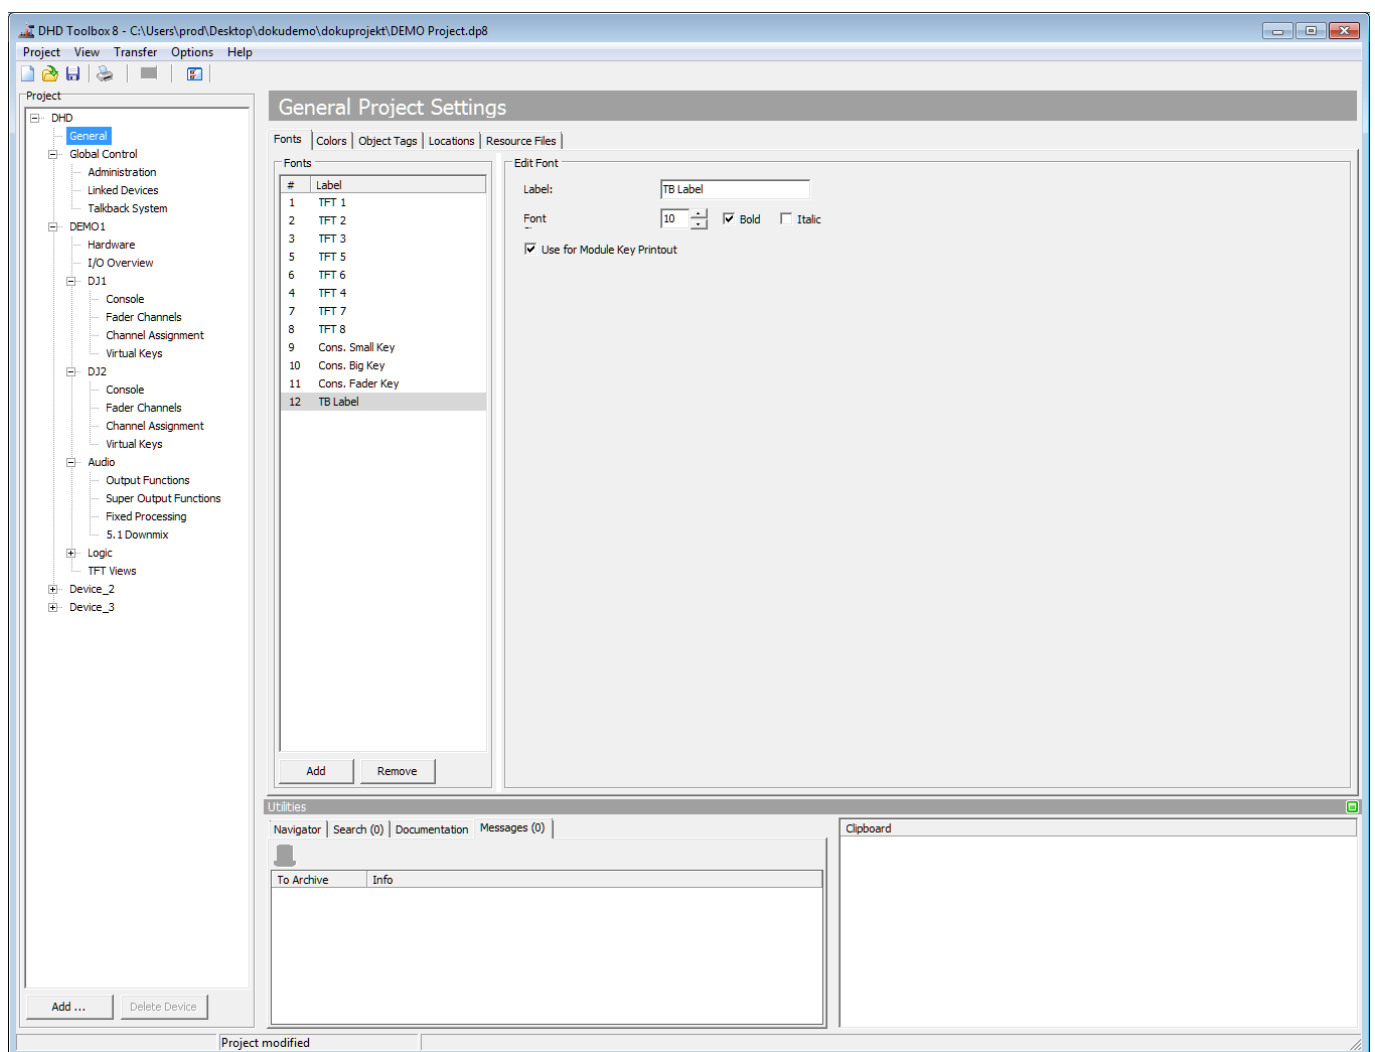 DHD Toolbox 8 - C:\Users\prod\Desktop\dokudemo\dokuprojekt\DEMO Project.dp8
Project View Transfer Options Help
Project
DHD
General
Global Control
Administration
Linked Devices
Talkback System
DEMO1
Hardware
I/O Overview
DJ1
Console
Fader Channels
Channel Assignment
Virtual Keys
DJ2
Console
Fader Channels
Channel Assignment
Virtual Keys
Audio
Output Functions
Super Output Functions
Fixed Processing
5.1 Downmix
Logic
TFT Views
Device_2
Device_3
Add ... Delete Device
General Project Settings
Fonts Colors Object Tags Locations Resource Files
Fonts
# Label
1 TFT 1
2 TFT 2
3 TFT 3
5 TFT 5
6 TFT 6
4 TFT 4
7 TFT 7
8 TFT 8
9 Cons. Small Key
10 Cons. Big Key
11 Cons. Fader Key
12 TB Label
Add Remove
Edit Font
Label: TB Label
Font 10 Bold Italic
Use for Module Key Printout
Utilities
Navigator Search (0) Documentation Messages (0)
To Archive Info
Clipboard
Project modified